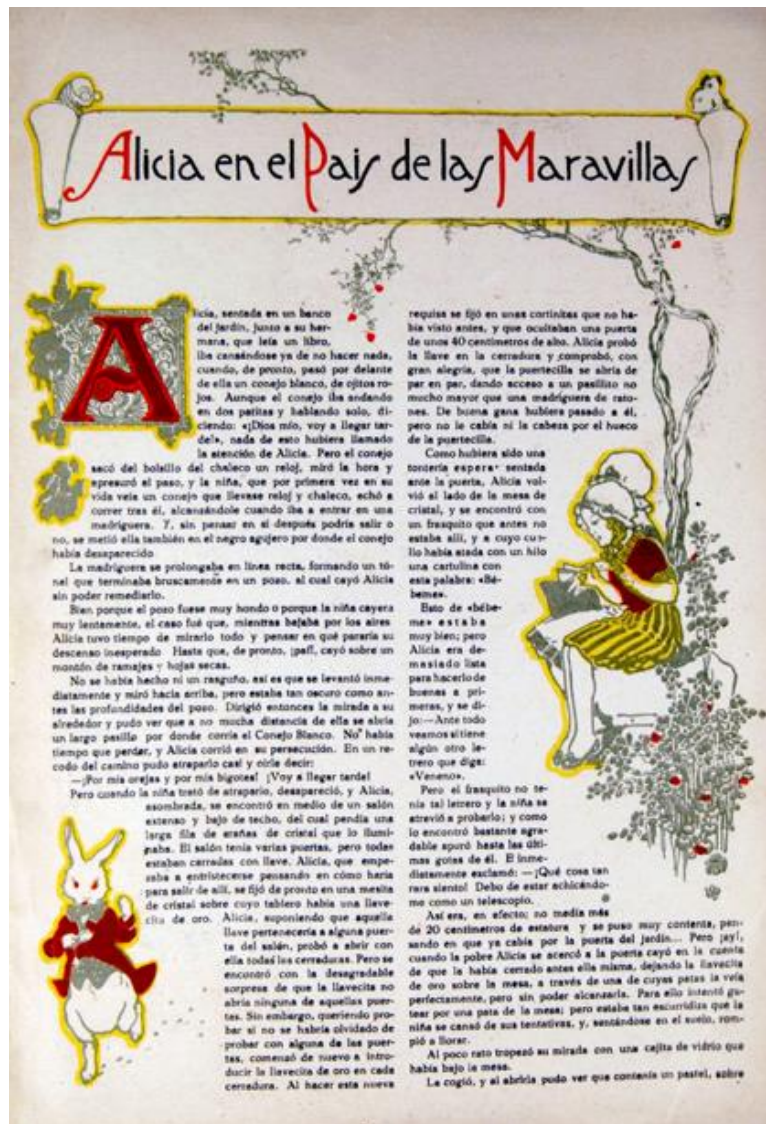 Alicia en el País de las Maravillas
Alicia, sentada en un banco
del jardín, junto a su her-
mana, que leía un libro,
iba cansándose ya de no hacer nada,
cuando, de pronto, pasó por delante
de ella un conejo blanco, de ojitos ro-
jos. Aunque el conejo iba andando
en dos patitas y hablando solo, di-
ciendo: «¡Dios mío, voy a llegar tar-
de!», nada de esto hubiera llamado
la atención de Alicia. Pero el conejo
sacó del bolsillo del chaleco un reloj, miró la hora y
apresuró el paso, y la niña, que por primera vez en su
vida veía un conejo que llevase reloj y chaleco, echó a
correr tras él, alcanzándole cuando iba a entrar en una
madriguera. Y, sin pensar en si después podría salir o
no, se metió ella también en el negro agujero por donde el conejo
había desaparecido
La madriguera se prolongaba en línea recta, formando un tú-
nel que terminaba bruscamente en un pozo, al cual cayó Alicia
sin poder remediarlo.
Bien porque el pozo fuese muy hondo o porque la niña cayera
muy lentamente, el caso fué que, mientras bajaba por los aires
Alicia tuvo tiempo de mirarlo todo y pensar en qué pararía su
descenso inesperado Hasta que, de pronto, ¡paf!, cayó sobre un
montón de ramajes y hojas secas.
No se había hecho ni un rasguño, así es que se levantó inme-
diatamente y miró hacia arriba, pero estaba tan oscuro como an-
tes las profundidades del pozo. Dirigió entonces la mirada a su
alrededor y pudo ver que a no mucha distancia de ella se abría
un largo pasillo por donde corría el Conejo Blanco. No había
tiempo que perder, y Alicia corrió en su persecución. En un re-
codo del camino pudo atraparlo casi y oírle decir:
—¡Por mis orejas y por mis bigotes! ¡Voy a llegar tarde!
Pero cuando la niña trató de atraparlo, desapareció, y Alicia,
asombrada, se encontró en medio de un salón
extenso y bajo de techo, del cual pendía una
larga fila de arañas de cristal que lo ilumi-
naba. El salón tenía varias puertas, pero todas
estaban cerradas con llave. Alicia, que empe-
zaba a entristecerse pensando en cómo haría
para salir de allí, se fijó de pronto en una mesita
de cristal sobre cuyo tablero había una llave-
cita de oro. Alicia, suponiendo que aquella
llave pertenecería a alguna puer-
ta del salón, probó a abrir con
ella todas las cerraduras. Pero se
encontró con la desagradable
sorpresa de que la llavecita no
abría ninguna de aquellas puer-
tas. Sin embargo, queriendo pro-
bar si no se habría olvidado de
probar con alguna de las puer-
tas, comenzó de nuevo a intro-
ducir la llavecita de oro en cada
cerradura. Al hacer esta nueva
requisa se fijó en unas cortinitas que no ha-
bía visto antes, y que ocultaban una puerta
de unos 40 centímetros de alto. Alicia probó
la llave en la cerradura y comprobó, con
gran alegría, que la puertecilla se abría de
par en par, dando acceso a un pasillito no
mucho mayor que una madriguera de rato-
nes. De buena gana hubiera pasado a él,
pero no le cabía ni la cabeza por el hueco
de la puertecilla.
Como hubiera sido una
tontería esperar sentada
ante la puerta, Alicia vol-
vió al lado de la mesa de
cristal, y se encontró con
un frasquito que antes no
estaba allí, y a cuyo cue-
llo había atada con un hilo
una cartulina con
esta palabra: «Bé-
beme».
Esto de «bébe-
me» estaba
muy bien; pero
Alicia era de-
masiado lista
para hacerlo de
buenas a pri-
meras, y se di-
jo:—Ante todo
veamos si tiene
algún otro le-
trero que diga:
«Veneno».
Pero el frasquito no te-
nía tal letrero y la niña se
atrevió a probarlo; y como
lo encontró bastante agra-
dable apuró hasta las últi-
mas gotas de él. E inme-
diatamente exclamó: —¡Qué cosa tan
rara siento! Debo de estar achicándo-
me como un telescopio.
Así era, en efecto; no medía más
de 20 centímetros de estatura y se puso muy contenta, pen-
sando en que ya cabía por la puerta del jardín... Pero ¡ay!,
cuando la pobre Alicia se acercó a la puerta cayó en la cuenta
de que la había cerrado antes ella misma, dejando la llavecita
de oro sobre la mesa, a través de una de cuyas patas la veía
perfectamente, pero sin poder alcanzarla. Para ello intentó ga-
tear por una pata de la mesa; pero estaba tan escurridiza que la
niña se cansó de sus tentativas, y, sentándose en el suelo, rom-
pió a llorar.
Al poco rato tropezó su mirada con una cajita de vidrio que
había bajo la mesa.
La cogió, y al abrirla pudo ver que contenía un pastel, sobre